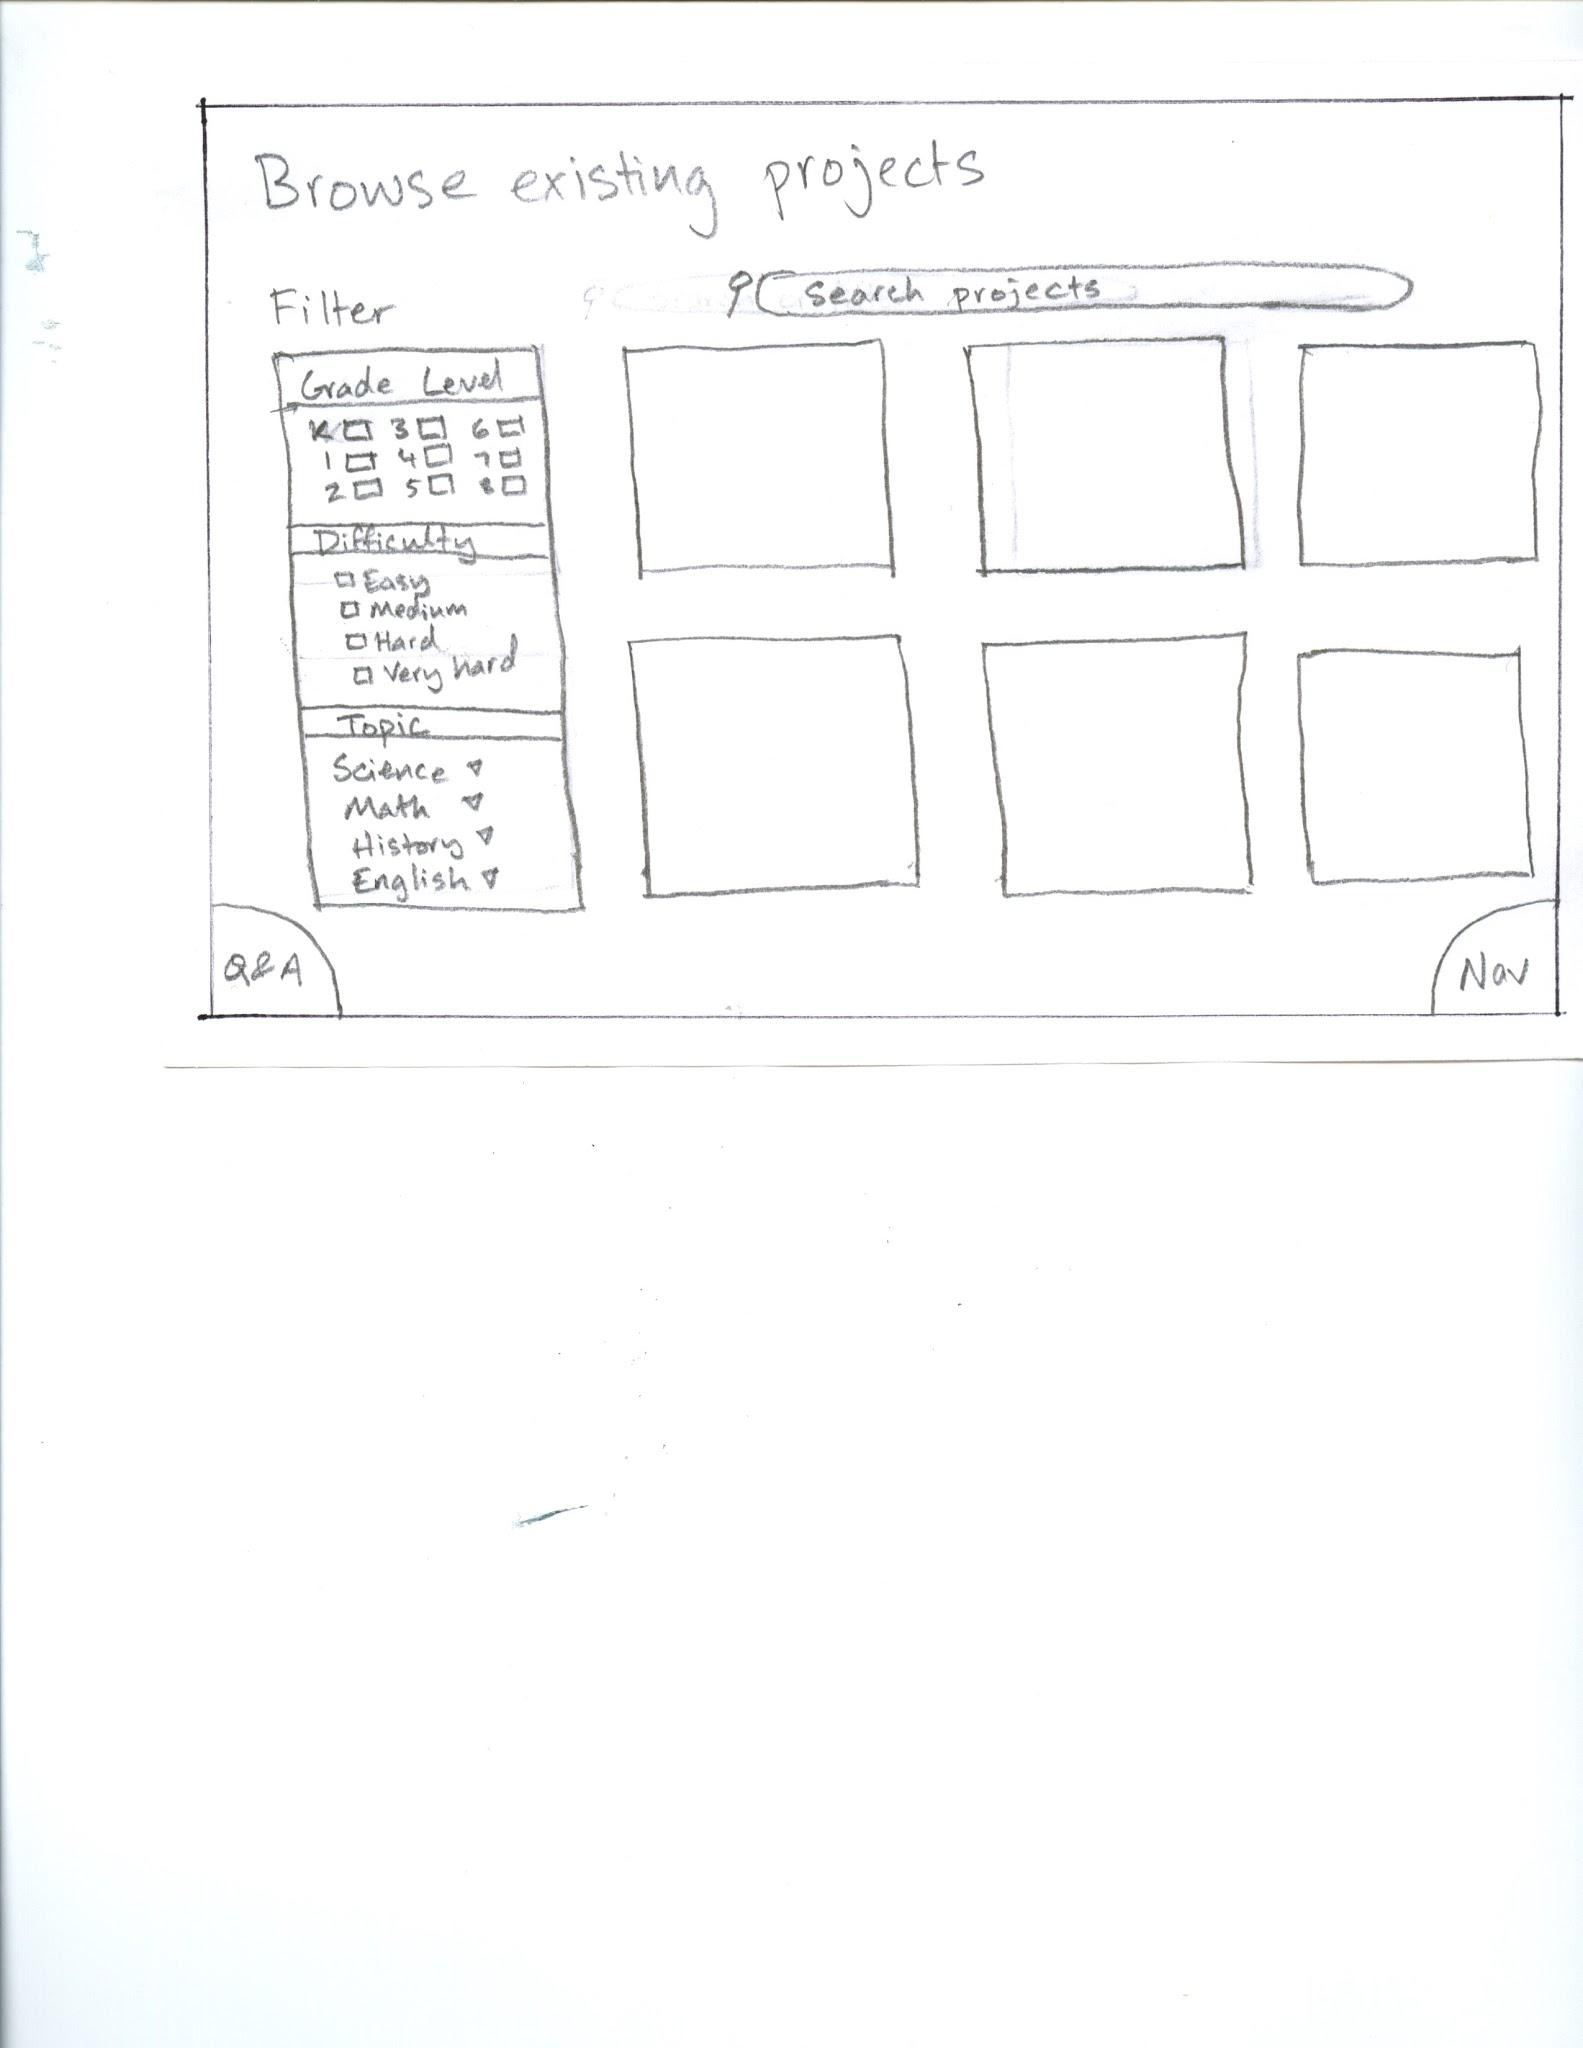 Browse existing projects
search projects
Filter
Grade Level
K 3 6
1 4 7
2 5 8
Difficulty
Easy
Medium
Hard
Very hard
Topic
Science
Math
History
English
Q&A
Nav